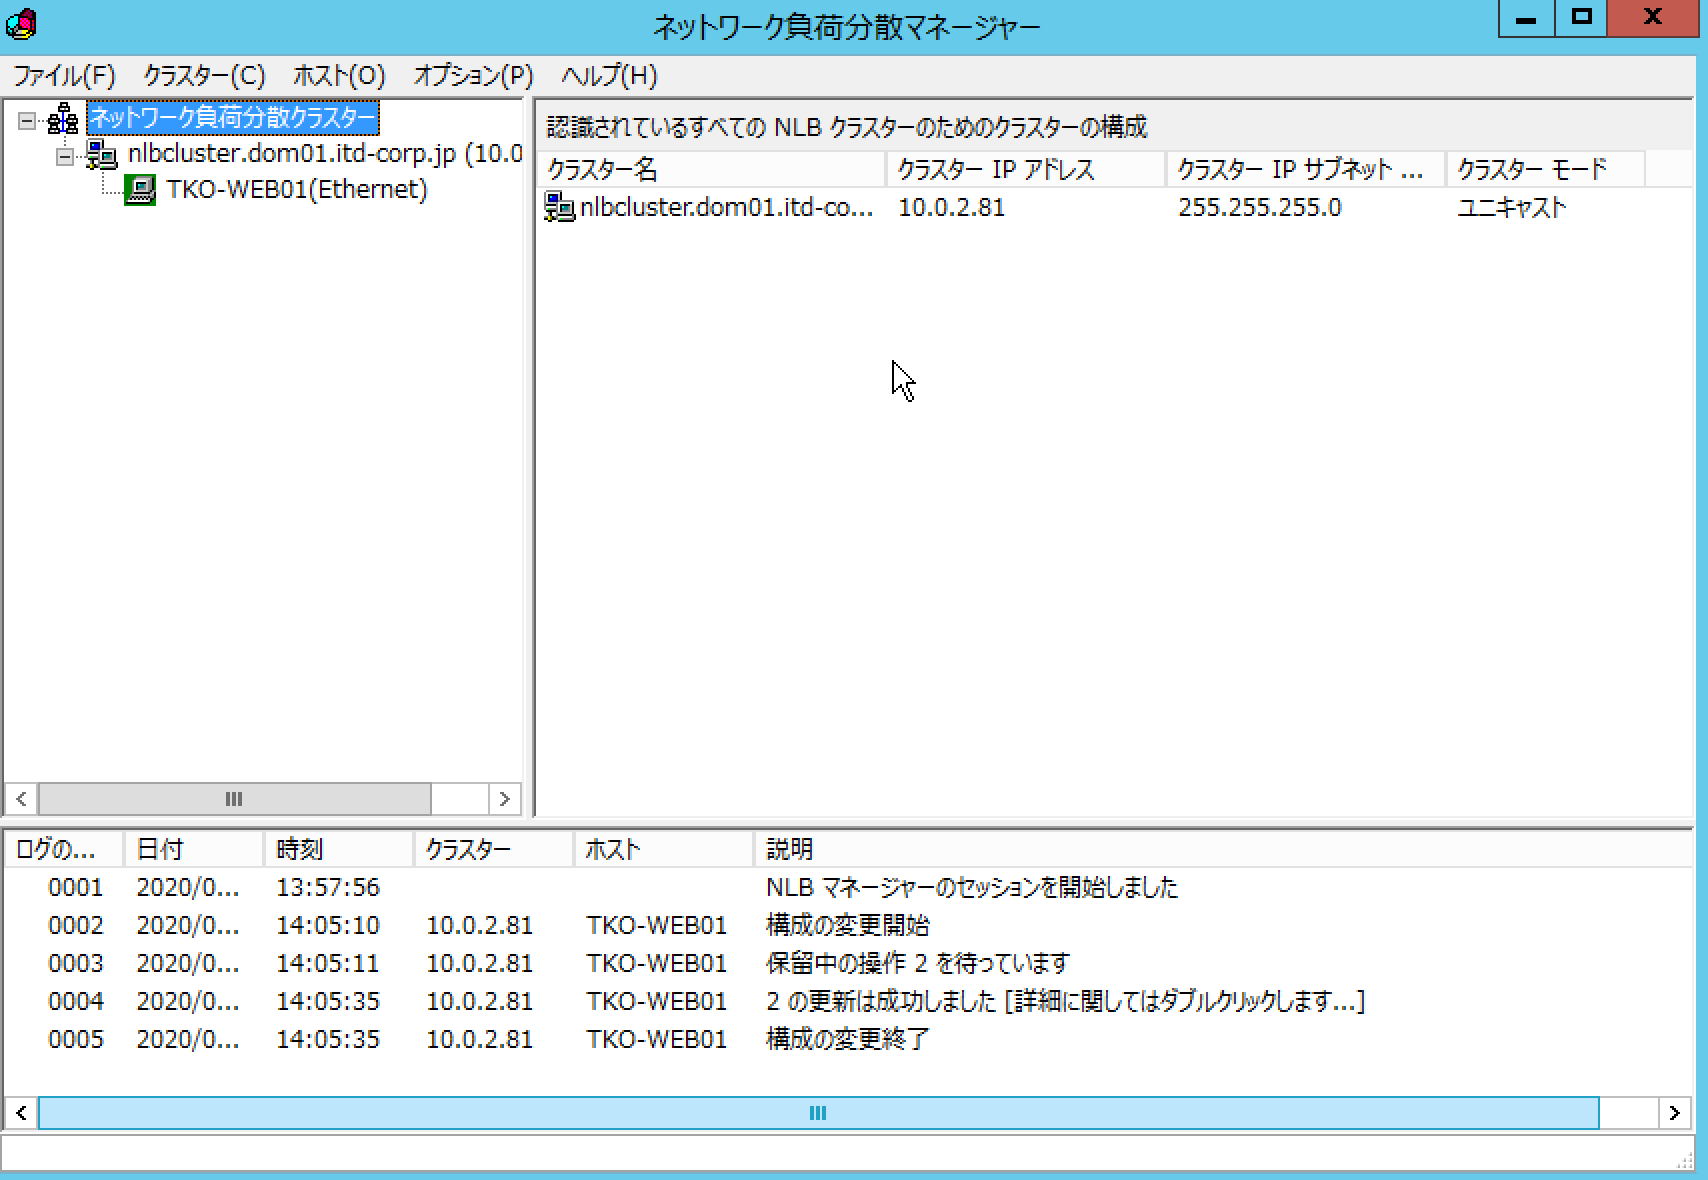 ネットワーク負荷分散マネージャー
ファイル(F) クラスター(C) ホスト(O) オプション(P) ヘルプ(H)
ネットワーク負荷分散クラスター
nlbcluster.dom01.itd-corp.jp (10.0
TKO-WEB01(Ethernet)
認識されているすべての NLB クラスターのためのクラスターの構成
クラスター名 クラスター IP アドレス クラスター IP サブネット ... クラスター モード
nlbcluster.dom01.itd-co... 10.0.2.81 255.255.255.0 ユニキャスト
ログの... 日付 時刻 クラスター ホスト 説明
0001 2020/0... 13:57:56 NLB マネージャーのセッションを開始しました
0002 2020/0... 14:05:10 10.0.2.81 TKO-WEB01 構成の変更開始
0003 2020/0... 14:05:11 10.0.2.81 TKO-WEB01 保留中の操作 2 を待っています
0004 2020/0... 14:05:35 10.0.2.81 TKO-WEB01 2 の更新は成功しました [詳細に関してはダブルクリックします...]
0005 2020/0... 14:05:35 10.0.2.81 TKO-WEB01 構成の変更終了